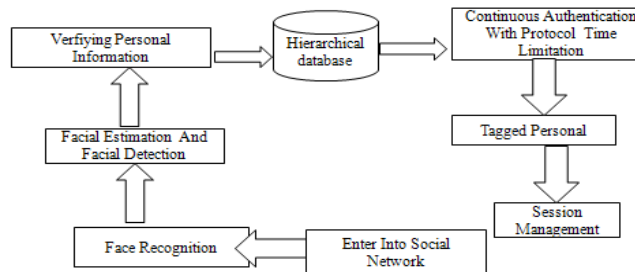 Verfiying Personal
Information
Hierarchical
database
Continuous Authentication
With Protocol Time
Limitation
Facial Estimation And
Facial Detection
Tagged Personal
Session
Management
Face Recognition
Enter Into Social
Network